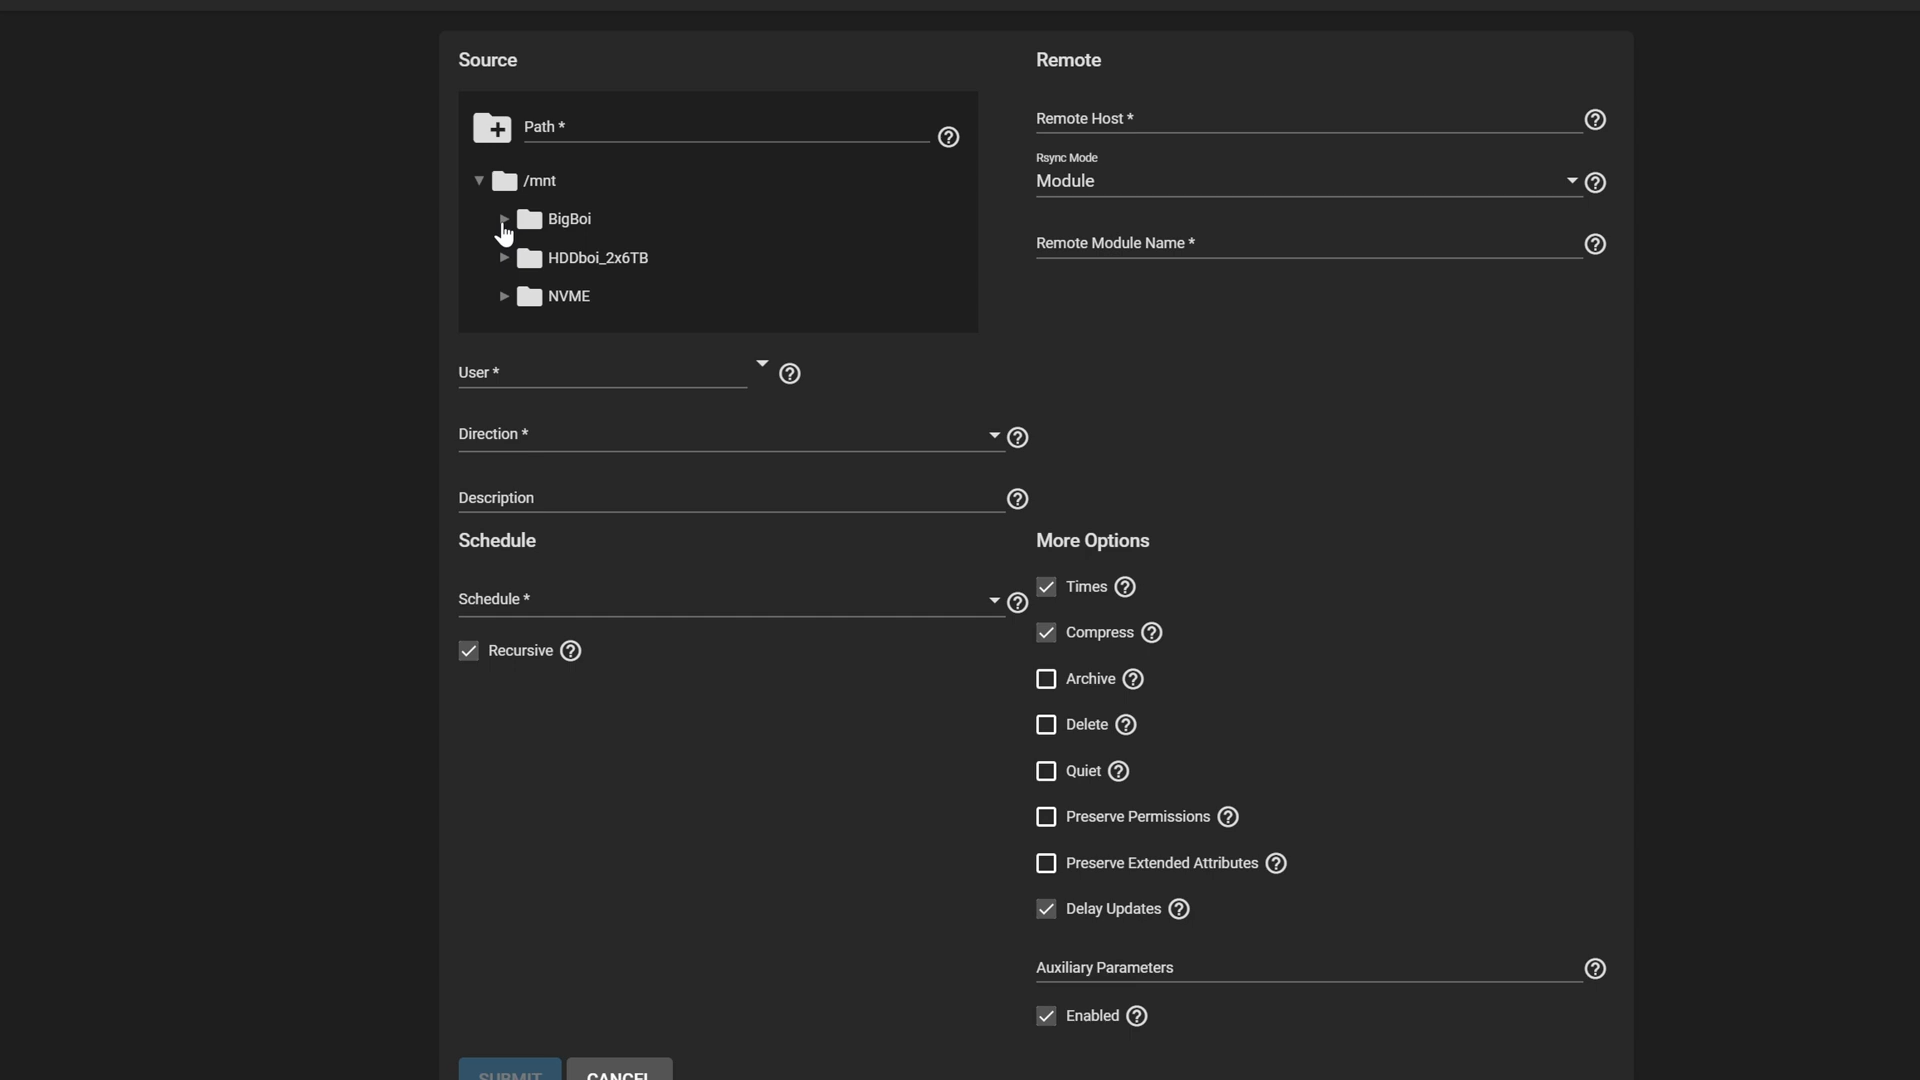 Source
Path *
/mnt
BigBoi
HDDboi_2x6TB
NVME
User *
Direction *
Description
Remote
Remote Host *
Rsync Mode
Module
Remote Module Name *
Schedule
Schedule *
Recursive
More Options
Times
Compress
Archive
Delete
Quiet
Preserve Permissions
Preserve Extended Attributes
Delay Updates
Auxiliary Parameters
Enabled
SUBMIT
CANCEL